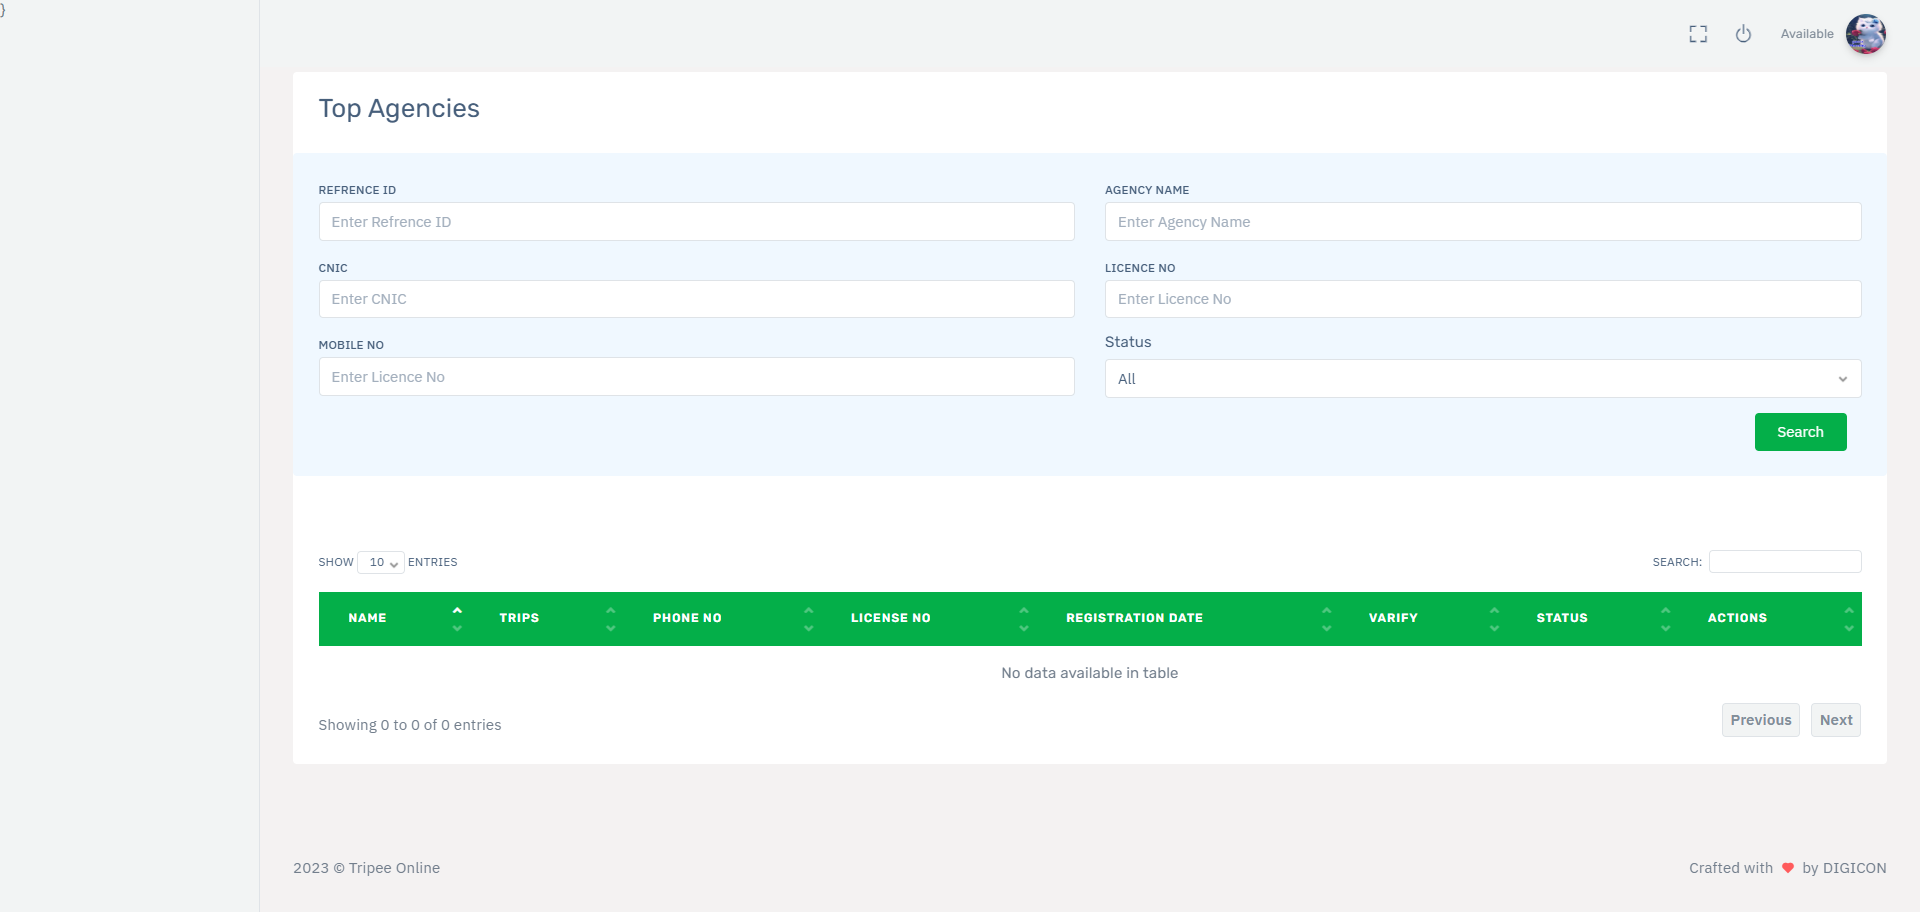 }
Available
Top Agencies
REFRENCE ID
Enter Refrence ID
AGENCY NAME
Enter Agency Name
CNIC
Enter CNIC
LICENCE NO
Enter Licence No
MOBILE NO
Enter Licence No
Status
All
Search
SHOW 10 ENTRIES
SEARCH:
NAME TRIPS PHONE NO LICENSE NO REGISTRATION DATE VARIFY STATUS ACTIONS
No data available in table
Showing 0 to 0 of 0 entries
Previous Next
2023 © Tripee Online
Crafted with ♥ by DIGICON